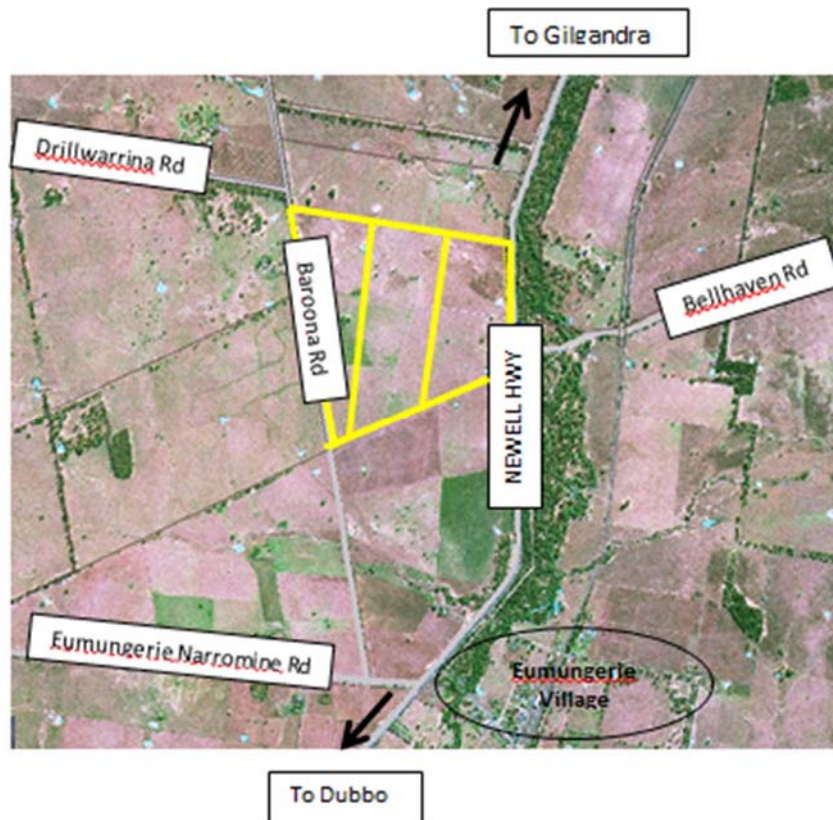 To Gilgandra
Drillwarrina Rd
Baroona Rd
Bellhaven Rd
NEWELL HWY
Eumungerie Narromine Rd
Eumungerie
Village
To Dubbo